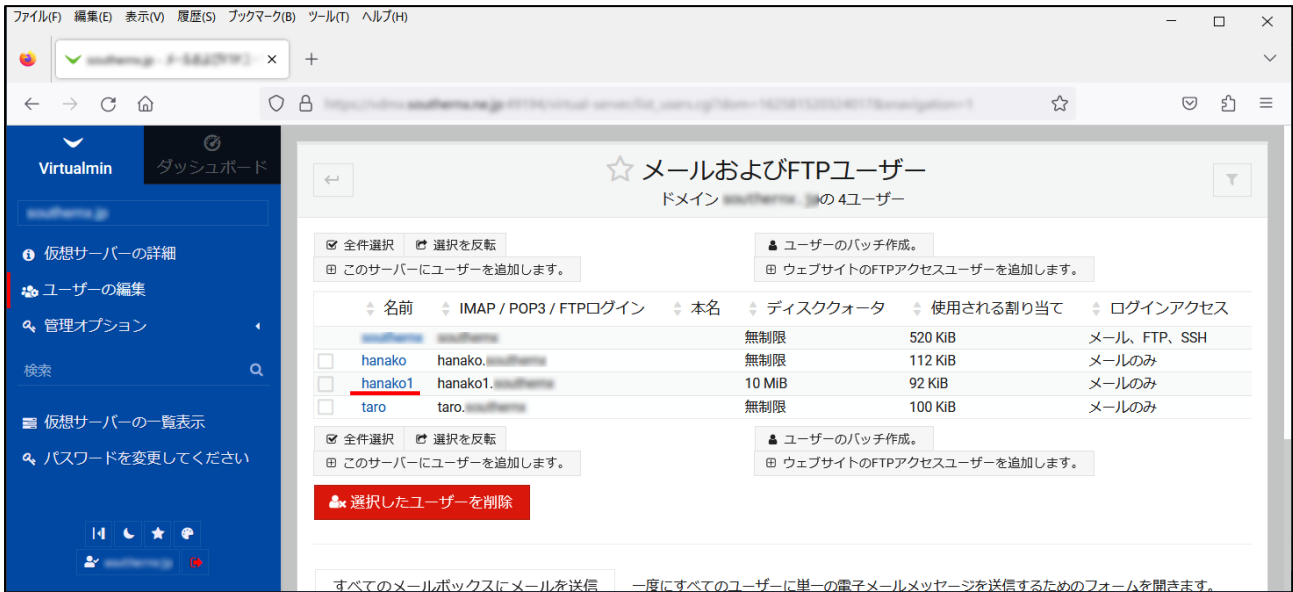 ファイル(F) 編集(E) 表示(V) 履歴(S) ブックマーク(B) ツール(T) ヘルプ(H)
Virtualmin
ダッシュボード
仮想サーバーの詳細
ユーザーの編集
管理オプション
検索
仮想サーバーの一覧表示
パスワードを変更してください
メールおよびFTPユーザー
ドメイン の 4ユーザー
全件選択 選択を反転 ユーザーのバッチ作成。
このサーバーにユーザーを追加します。 ウェブサイトのFTPアクセスユーザーを追加します。
名前 IMAP / POP3 / FTPログイン 本名 ディスククォータ 使用される割り当て ログインアクセス
無制限 520 KiB メール、FTP、SSH
hanako hanako. 無制限 112 KiB メールのみ
hanako1 hanako1. 10 MiB 92 KiB メールのみ
taro taro. 無制限 100 KiB メールのみ
全件選択 選択を反転 ユーザーのバッチ作成。
このサーバーにユーザーを追加します。 ウェブサイトのFTPアクセスユーザーを追加します。
選択したユーザーを削除
すべてのメールボックスにメールを送信 一度にすべてのユーザーに単一の電子メールメッセージを送信するためのフォームを開きます。